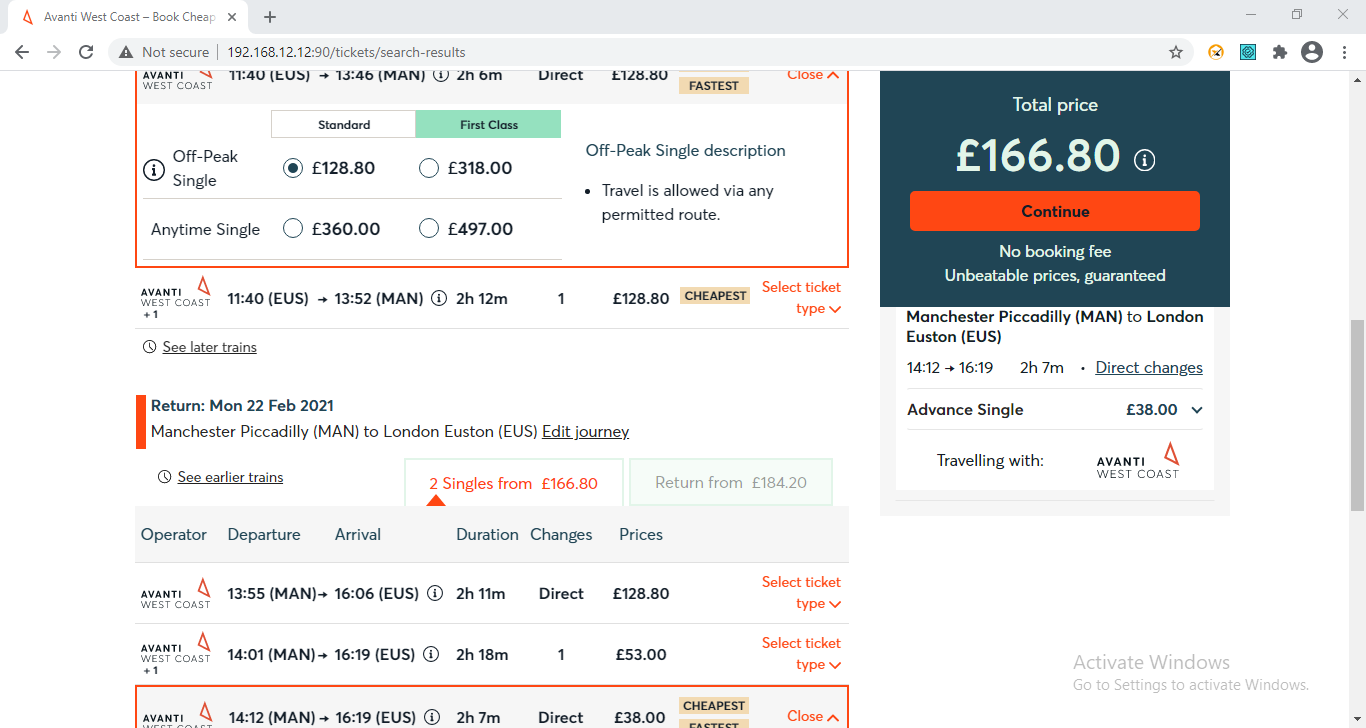 Avanti West Coast – Book Cheap
Not secure 192.168.12.12:90/tickets/search-results
AVANTI WEST COAST 11:40 (EUS) → 13:46 (MAN) 2h 6m Direct £128.80 FASTEST Close
Standard First Class
Off-Peak Single £128.80 £318.00
Anytime Single £360.00 £497.00
Off-Peak Single description
• Travel is allowed via any
permitted route.
AVANTI WEST COAST +1 11:40 (EUS) → 13:52 (MAN) 2h 12m 1 £128.80 CHEAPEST Select ticket type
See later trains
Return: Mon 22 Feb 2021
Manchester Piccadilly (MAN) to London Euston (EUS) Edit journey
See earlier trains
2 Singles from £166.80 Return from £184.20
Operator Departure Arrival Duration Changes Prices
AVANTI WEST COAST 13:55 (MAN) → 16:06 (EUS) 2h 11m Direct £128.80 Select ticket type
AVANTI WEST COAST +1 14:01 (MAN) → 16:19 (EUS) 2h 18m 1 £53.00 Select ticket type
AVANTI WEST COAST 14:12 (MAN) → 16:19 (EUS) 2h 7m Direct £38.00 CHEAPEST FASTEST Close
Total price
£166.80
Continue
No booking fee
Unbeatable prices, guaranteed
Manchester Piccadilly (MAN) to London
Euston (EUS)
14:12 → 16:19 2h 7m • Direct changes
Advance Single £38.00
Travelling with: AVANTI WEST COAST
Activate Windows
Go to Settings to activate Windows.